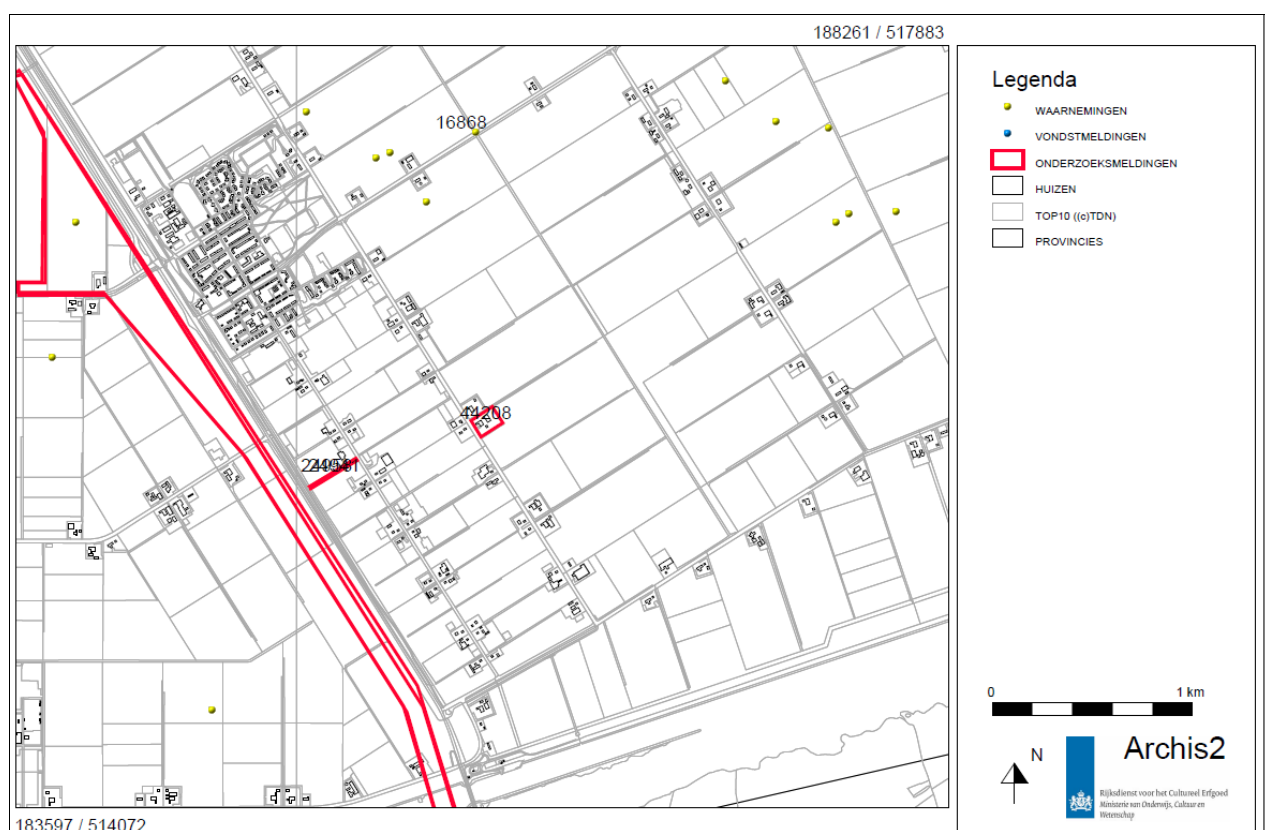 188261 / 517883
16868
44208
183597 / 514072
Legenda
WAARNEMINGEN
VONDSTMELDINGEN
ONDERZOEKSMELDINGEN
HUIZEN
TOP10 ((c)TDN)
PROVINCIES
0 1 km
N
Archis2
Rijksdienst voor het Cultureel Erfgoed
Ministerie van Onderwijs, Cultuur en
Wetenschap